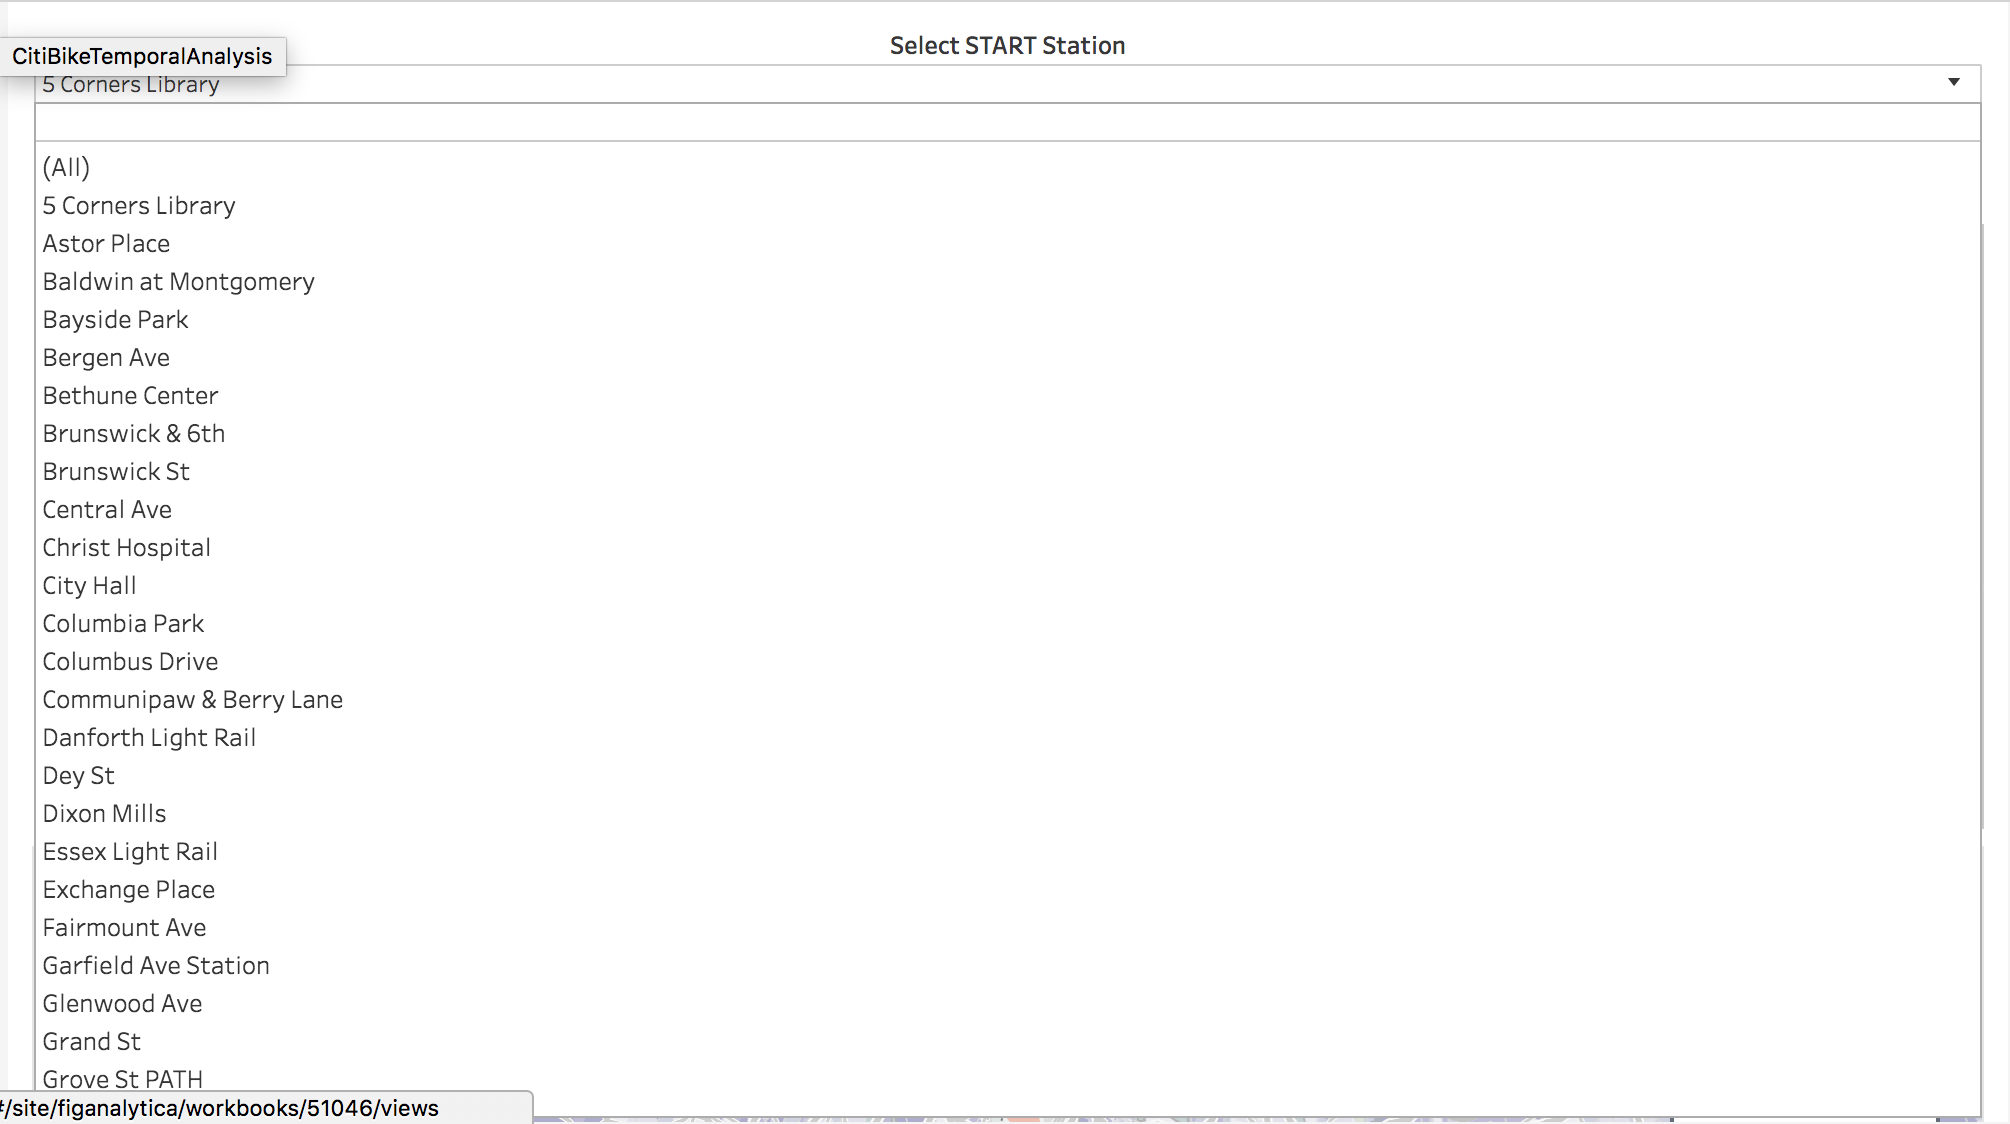 Select START Station
CitiBikeTemporalAnalysis
5 Corners Library
(All)
5 Corners Library
Astor Place
Baldwin at Montgomery
Bayside Park
Bergen Ave
Bethune Center
Brunswick & 6th
Brunswick St
Central Ave
Christ Hospital
City Hall
Columbia Park
Columbus Drive
Communipaw & Berry Lane
Danforth Light Rail
Dey St
Dixon Mills
Essex Light Rail
Exchange Place
Fairmount Ave
Garfield Ave Station
Glenwood Ave
Grand St
Grove St PATH
#/site/figanalytica/workbooks/51046/views